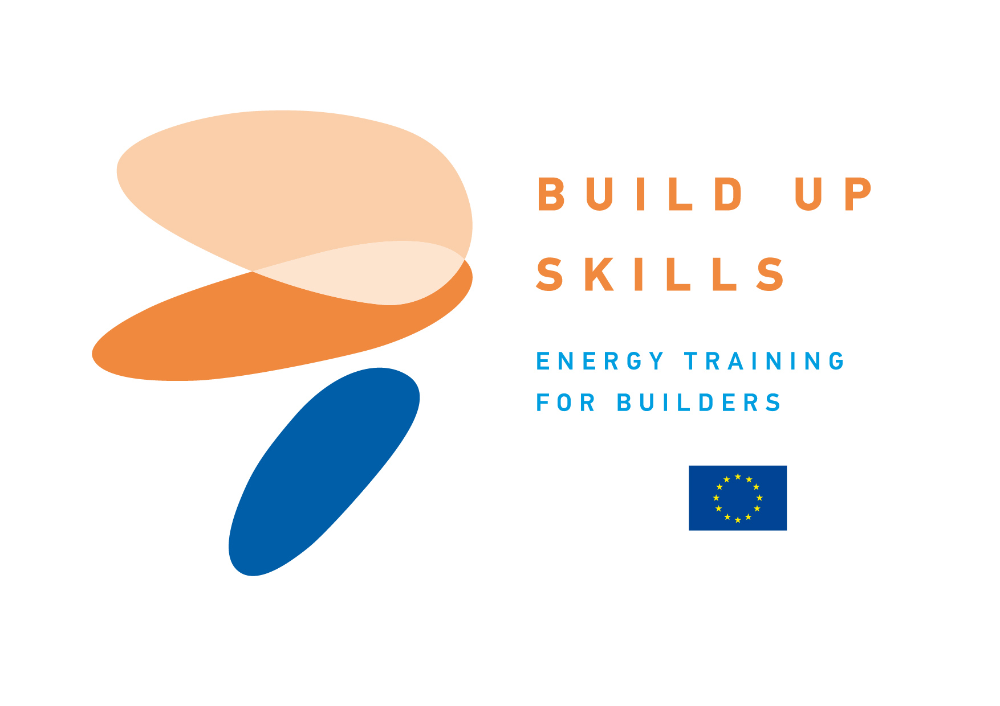 BUILD UP
SKILLS
ENERGY TRAINING
FOR BUILDERS